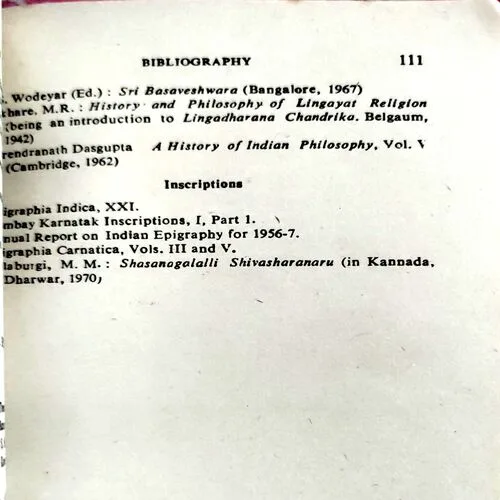 BIBLIOGRAPHY 111
. Wodeyar (Ed.) : Sri Basaveshwara (Bangalore, 1967)
khare, M.R. : History and Philosophy of Lingayat Religion
(being an introduction to Lingadharana Chandrika. Belgaum,
1942)
rendranath Dasgupta A History of Indian Philosophy, Vol. V
(Cambridge, 1962)
Inscriptions
igraphia Indica, XXI.
mbay Karnatak Inscriptions, I, Part 1.
nual Report on Indian Epigraphy for 1956-7.
igraphia Carnatica, Vols. III and V.
laburgi, M. M. : Shasanagalalli Shivasharanaru (in Kannada,
Dharwar, 1970)